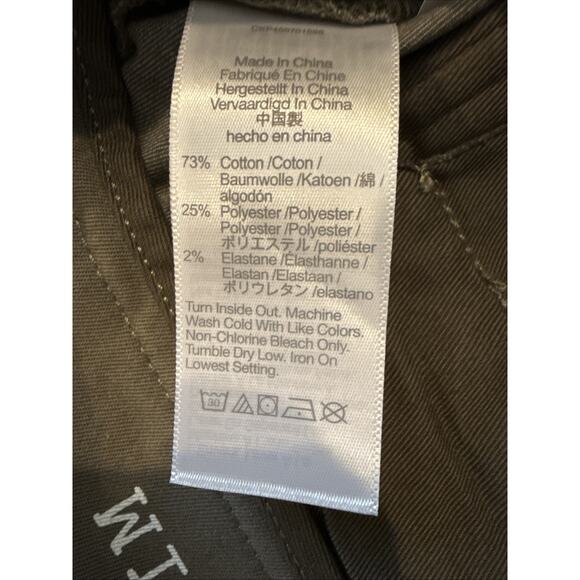 Made In China
Fabriqué En China
Hergestellt In China
Vervaardigd In China
中国製
hecho en china
73% Cotton /Coton /
Baumwolle /Katoen /綿 /
algodón
25% Polyester /Polyester /
Polyester /Polyester /
ポリエステル /poliéster
2% Elastane /Élasthanne /
Elastan /Elastaan /
ポリウレタン /elastano
Turn Inside Out. Machine
Wash Cold With Like Colors.
Non-Chlorine Bleach Only.
Tumble Dry Low. Iron On
Lowest Setting.
30